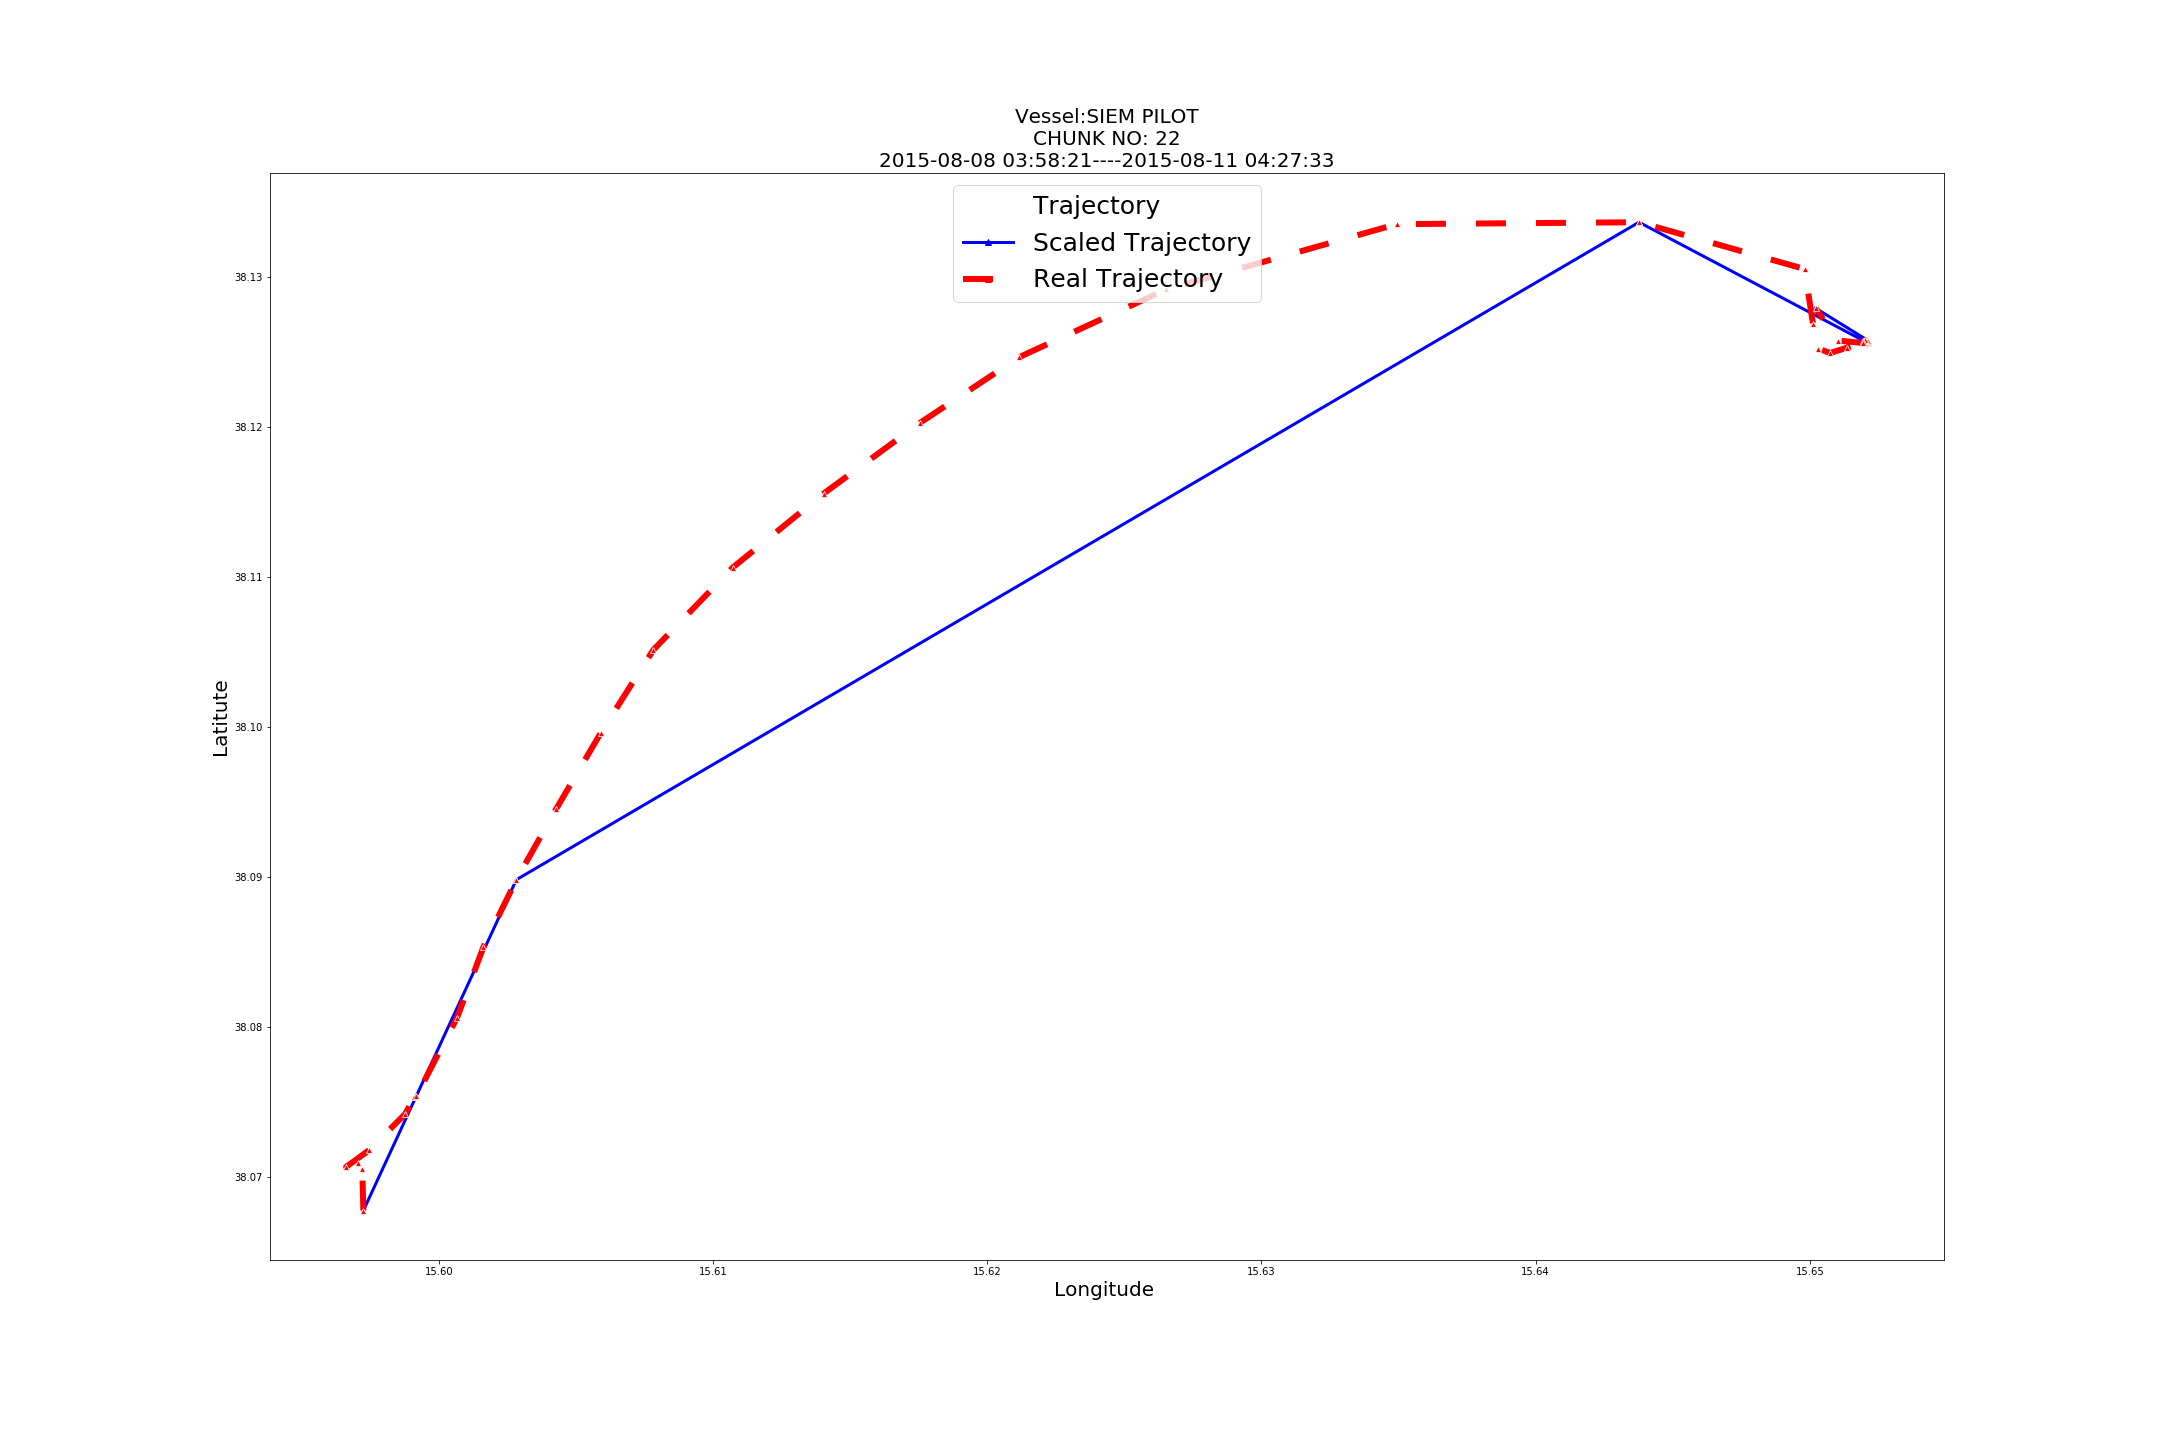 Vessel:SIEM PILOT
CHUNK NO: 22
2015-08-08 03:58:21----2015-08-11 04:27:33
Trajectory
Scaled Trajectory
Real Trajectory
38.13
38.12
38.11
38.10
38.09
38.08
38.07
Latitute
15.60 15.61 15.62 15.63 15.64 15.65
Longitude